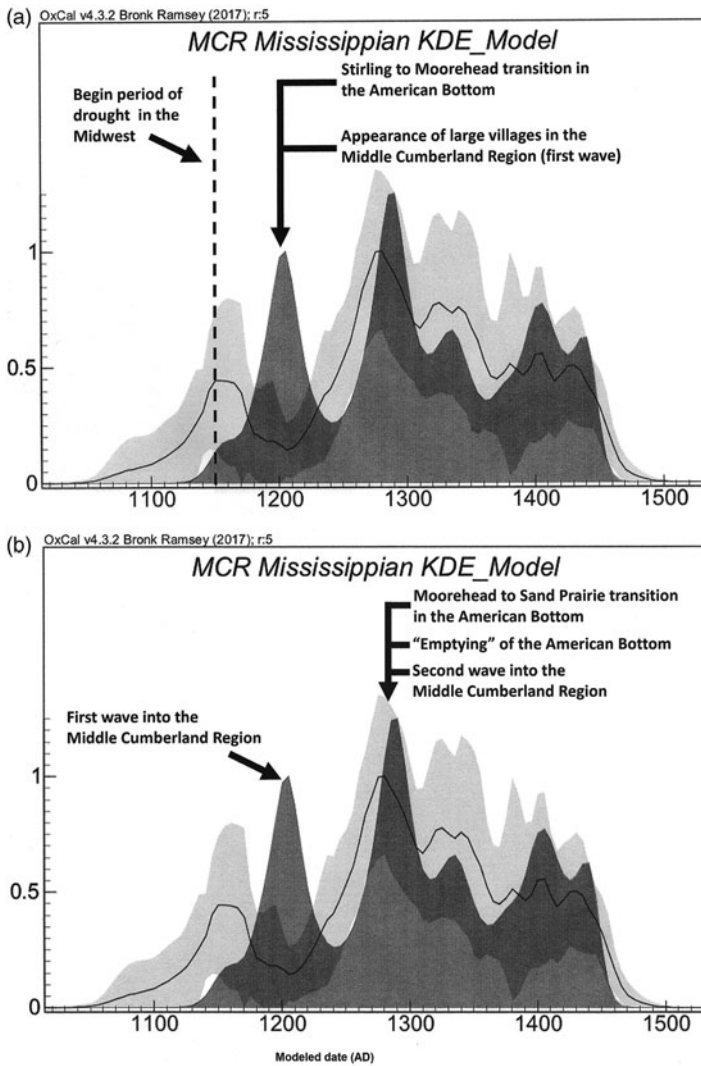 (a)
OxCal v4.3.2 Bronk Ramsey (2017); r:5
MCR Mississippian KDE_Model
Begin period of
drought in the
Midwest
Stirling to Moorehead transition in
the American Bottom
Appearance of large villages in the
Middle Cumberland Region (first wave)
1
0.5
0
1100 1200 1300 1400 1500
(b)
OxCal v4.3.2 Bronk Ramsey (2017); r:5
MCR Mississippian KDE_Model
Moorehead to Sand Prairie transition
in the American Bottom
“Emptying” of the American Bottom
Second wave into the
Middle Cumberland Region
First wave into the
Middle Cumberland Region
1
0.5
0
1100 1200 1300 1400 1500
Modeled date (AD)